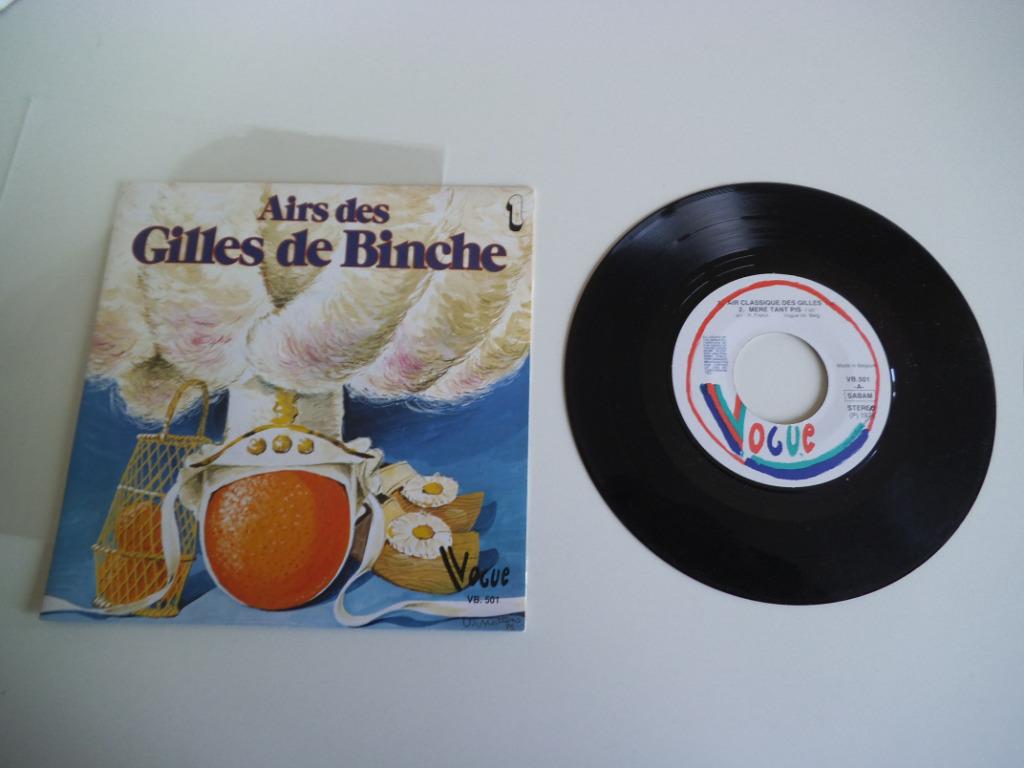 Airs des
Gilles de Binche
1
Vogue
VB. 501
AIR CLASSIQUE DES GILLES
2. MERE TANT PIS
Made in Belgium
VB.501
-A-
SABAM
STEREO
VOGUE